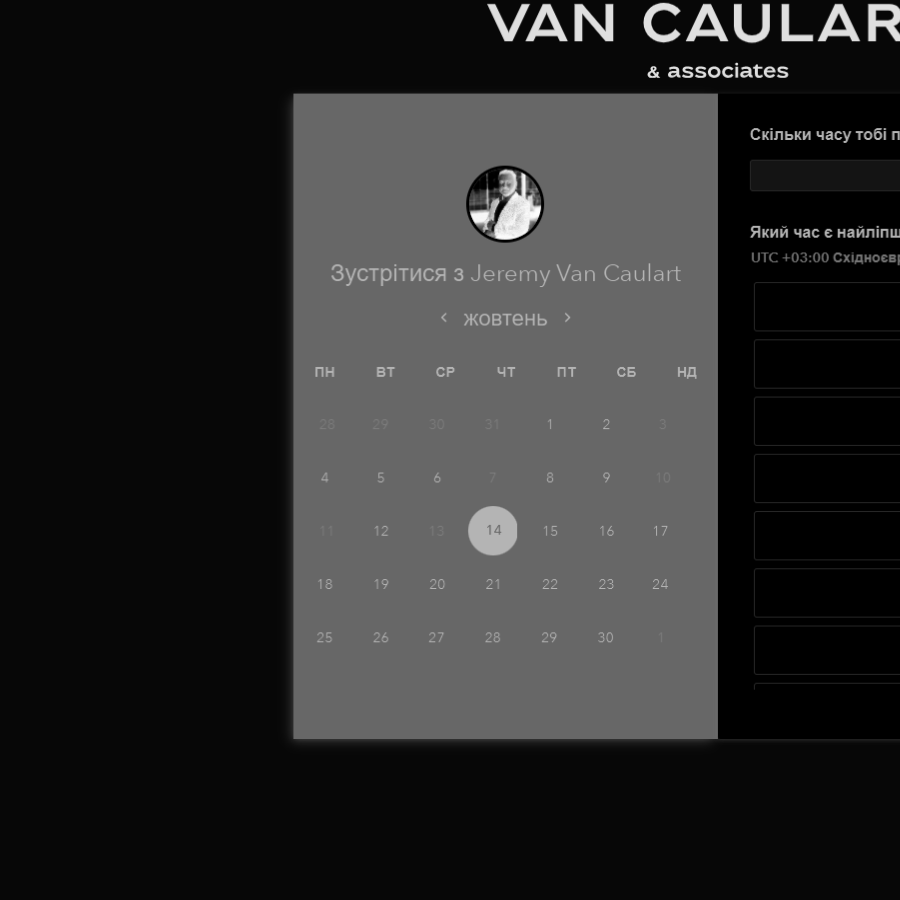 VAN CAULAR
& associates
Зустрітися з Jeremy Van Caulart
жовтень
ПН ВТ СР ЧТ ПТ СБ НД
28 29 30 31 1 2 3
4 5 6 7 8 9 10
11 12 13 14 15 16 17
18 19 20 21 22 23 24
25 26 27 28 29 30 1
Скільки часу тобі п
Який час є найліпш
UTC +03:00 Східноєвр